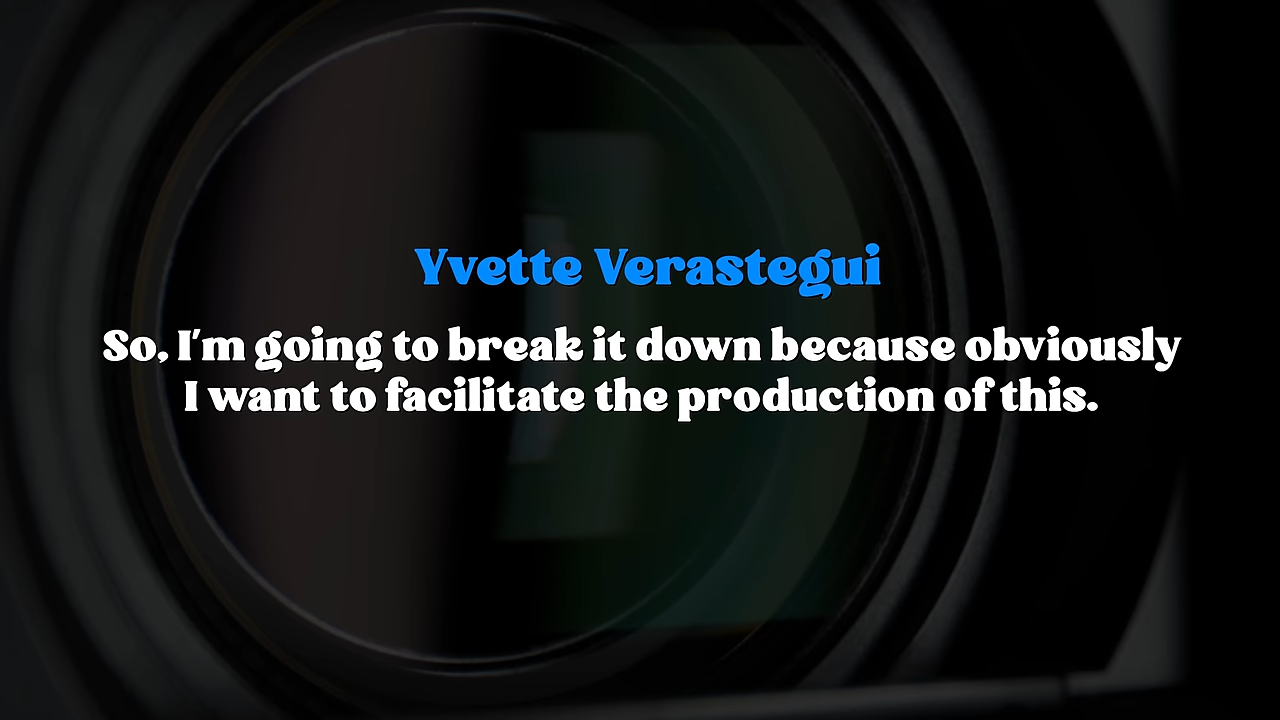 Yvette Verastegui
So, I'm going to break it down because obviously
I want to facilitate the production of this.